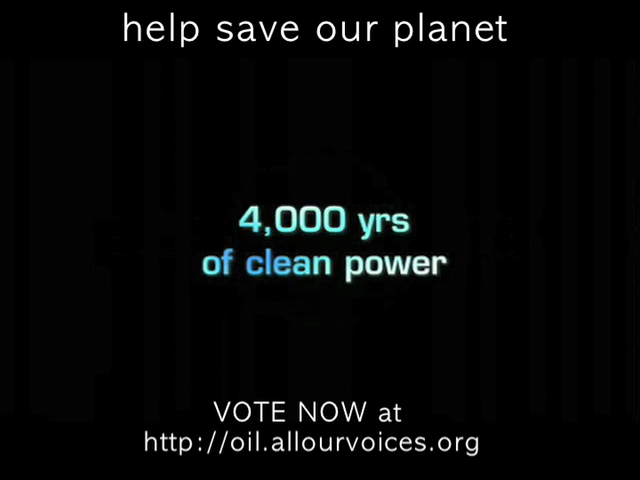 help save our planet
4,000 yrs
of clean power
VOTE NOW at
http://oil.allourvoices.org